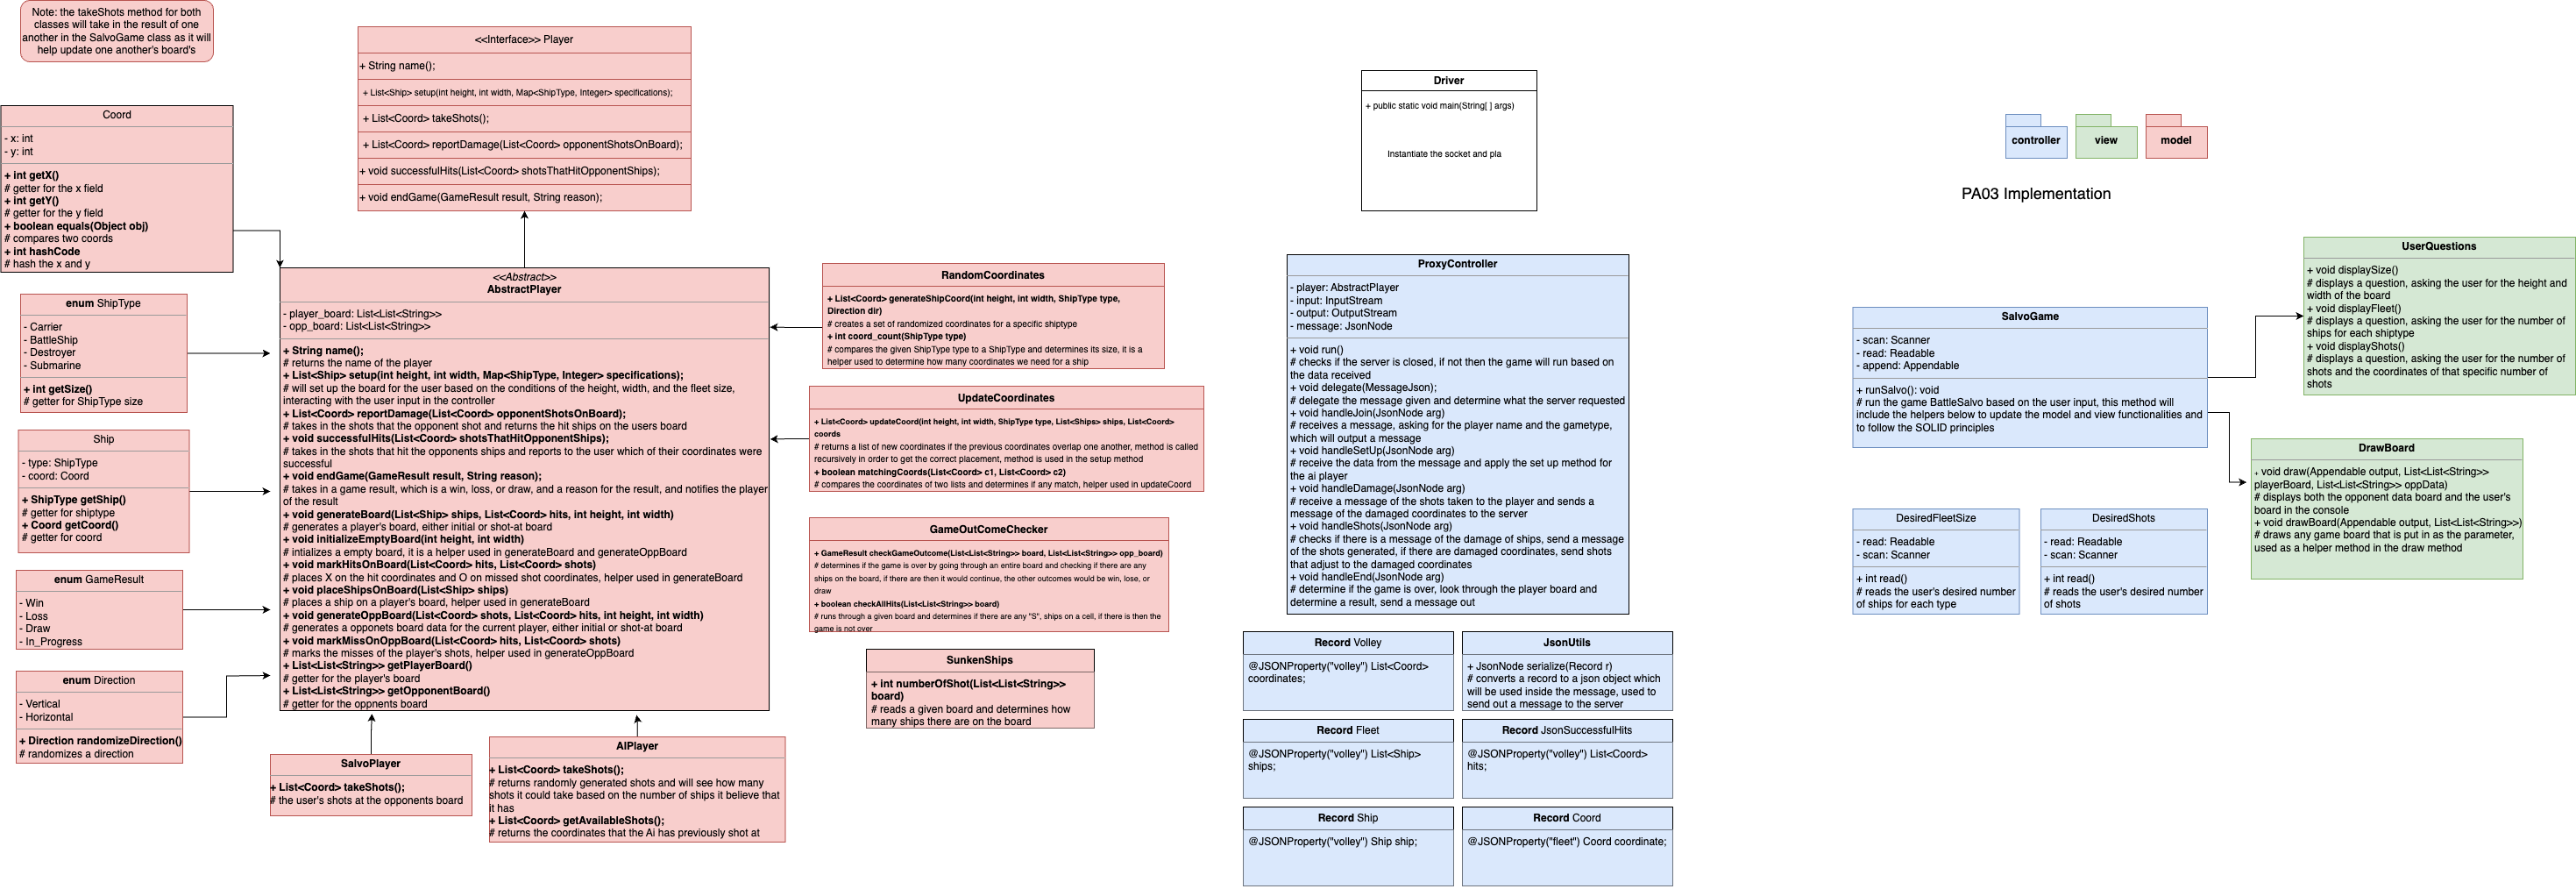 Note: the takeShots method for both
classes will take in the result of one
another in the SalvoGame class as it will
help update one another's board's
<<Interface>> Player
+ String name();
+ List<Ship> setup(int height, int width, Map<ShipType, Integer> specifications);
+ List<Coord> takeShots();
+ List<Coord> reportDamage(List<Coord> opponentShotsOnBoard);
+ void successfulHits(List<Coord> shotsThatHitOpponentShips);
+ void endGame(GameResult result, String reason);
Coord
- x: int
- y: int
+ int getX()
# getter for the x field
+ int getY()
# getter for the y field
+ boolean equals(Object obj)
# compares two coords
+ int hashCode
# hash the x and y
enum ShipType
- Carrier
- BattleShip
- Destroyer
- Submarine
+ int getSize()
# getter for ShipType size
Ship
- type: ShipType
- coord: Coord
+ ShipType getShip()
# getter for shiptype
+ Coord getCoord()
# getter for coord
enum GameResult
- Win
- Loss
- Draw
- In_Progress
enum Direction
- Vertical
- Horizontal
+ Direction randomizeDirection()
# randomizes a direction
<<Abstract>>
AbstractPlayer
- player_board: List<List<String>>
- opp_board: List<List<String>>
+ String name();
# returns the name of the player
+ List<Ship> setup(int height, int width, Map<ShipType, Integer> specifications);
# will set up the board for the user based on the conditions of the height, width, and the fleet size,
interacting with the user input in the controller
+ List<Coord> reportDamage(List<Coord> opponentShotsOnBoard);
# takes in the shots that the opponent shot and returns the hit ships on the users board
+ void successfulHits(List<Coord> shotsThatHitOpponentShips);
# takes in the shots that hit the opponents ships and reports to the user which of their coordinates were
successful
+ void endGame(GameResult result, String reason);
# takes in a game result, which is a win, loss, or draw, and a reason for the result, and notifies the player
of the result
+ void generateBoard(List<Ship> ships, List<Coord> hits, int height, int width)
# generates a player's board, either initial or shot-at board
+ void initializeEmptyBoard(int height, int width)
# intializes a empty board, it is a helper used in generateBoard and generateOppBoard
+ void markHitsOnBoard(List<Coord> hits, List<Coord> shots)
# places X on the hit coordinates and O on missed shot coordinates, helper used in generateBoard
+ void placeShipsOnBoard(List<Ship> ships)
# places a ship on a player's board, helper used in generateBoard
+ void generateOppBoard(List<Coord> shots, List<Coord> hits, int height, int width)
# generates a opponets board data for the current player, either initial or shot-at board
+ void markMissOnOppBoard(List<Coord> hits, List<Coord> shots)
# marks the misses of the player's shots, helper used in generateOppBoard
+ List<List<String>> getPlayerBoard()
# getter for the player's board
+ List<List<String>> getOpponentBoard()
# getter for the oppnents board
SalvoPlayer
+ List<Coord> takeShots();
# the user's shots at the opponents board
AIPlayer
+ List<Coord> takeShots();
# returns randomly generated shots and will see how many
shots it could take based on the number of ships it believe that
it has
+ List<Coord> getAvailableShots();
# returns the coordinates that the Ai has previously shot at
RandomCoordinates
+ List<Coord> generateShipCoord(int height, int width, ShipType type,
Direction dir)
# creates a set of randomized coordinates for a specific shiptype
+ int coord_count(ShipType type)
# compares the given ShipType type to a ShipType and determines its size, it is a
helper used to determine how many coordinates we need for a ship
UpdateCoordinates
+ List<Coord> updateCoord(int height, int width, ShipType type, List<Ships> ships, List<Coord>
coords
# returns a list of new coordinates if the previous coordinates overlap one another, method is called
recursively in order to get the correct placement, method is used in the setup method
+ boolean matchingCoords(List<Coord> c1, List<Coord> c2)
# compares the coordinates of two lists and determines if any match, helper used in updateCoord
GameOutComeChecker
+ GameResult checkGameOutcome(List<List<String>> board, List<List<String>> opp_board)
# determines if the game is over by going through an entire board and checking if there are any
ships on the board, if there are then it would continue, the other outcomes would be win, lose, or
draw
+ boolean checkAllHits(List<List<String>> board)
# runs through a given board and determines if there are any "S", ships on a cell, if there is then the
game is not over
SunkenShips
+ int numberOfShot(List<List<String>>
board)
# reads a given board and determines how
many ships there are on the board
Driver
+ public static void main(String[ ] args)
Instantiate the socket and pla
ProxyController
- player: AbstractPlayer
- input: InputStream
- output: OutputStream
- message: JsonNode
+ void run()
# checks if the server is closed, if not then the game will run based on
the data received
+ void delegate(MessageJson);
# delegate the message given and determine what the server requested
+ void handleJoin(JsonNode arg)
# receives a message, asking for the player name and the gametype,
which will output a message
+ void handleSetUp(JsonNode arg)
# receive the data from the message and apply the set up method for
the ai player
+ void handleDamage(JsonNode arg)
# receive a message of the shots taken to the player and sends a
message of the damaged coordinates to the server
+ void handleShots(JsonNode arg)
# checks if there is a message of the damage of ships, send a message
of the shots generated, if there are damaged coordinates, send shots
that adjust to the damaged coordinates
+ void handleEnd(JsonNode arg)
# determine if the game is over, look through the player board and
determine a result, send a message out
Record Volley
@JSONProperty("volley") List<Coord>
coordinates;
JsonUtils
+ JsonNode serialize(Record r)
# converts a record to a json object which
will be used inside the message, used to
send out a message to the server
Record Fleet
@JSONProperty("volley") List<Ship>
ships;
Record JsonSuccessfulHits
@JSONProperty("volley") List<Coord>
hits;
Record Ship
@JSONProperty("volley") Ship ship;
Record Coord
@JSONProperty("fleet") Coord coordinate;
controller
view
model
PA03 Implementation
SalvoGame
- scan: Scanner
- read: Readable
- append: Appendable
+ runSalvo(): void
# run the game BattleSalvo based on the user input, this method will
include the helpers below to update the model and view functionalities and
to follow the SOLID principles
DesiredFleetSize
- read: Readable
- scan: Scanner
+ int read()
# reads the user's desired number
of ships for each type
DesiredShots
- read: Readable
- scan: Scanner
+ int read()
# reads the user's desired number
of shots
UserQuestions
+ void displaySize()
# displays a question, asking the user for the height and
width of the board
+ void displayFleet()
# displays a question, asking the user for the number of
ships for each shiptype
+ void displayShots()
# displays a question, asking the user for the number of
shots and the coordinates of that specific number of
shots
DrawBoard
+ void draw(Appendable output, List<List<String>>
playerBoard, List<List<String>> oppData)
# displays both the opponent data board and the user's
board in the console
+ void drawBoard(Appendable output, List<List<String>>)
# draws any game board that is put in as the parameter,
used as a helper method in the draw method